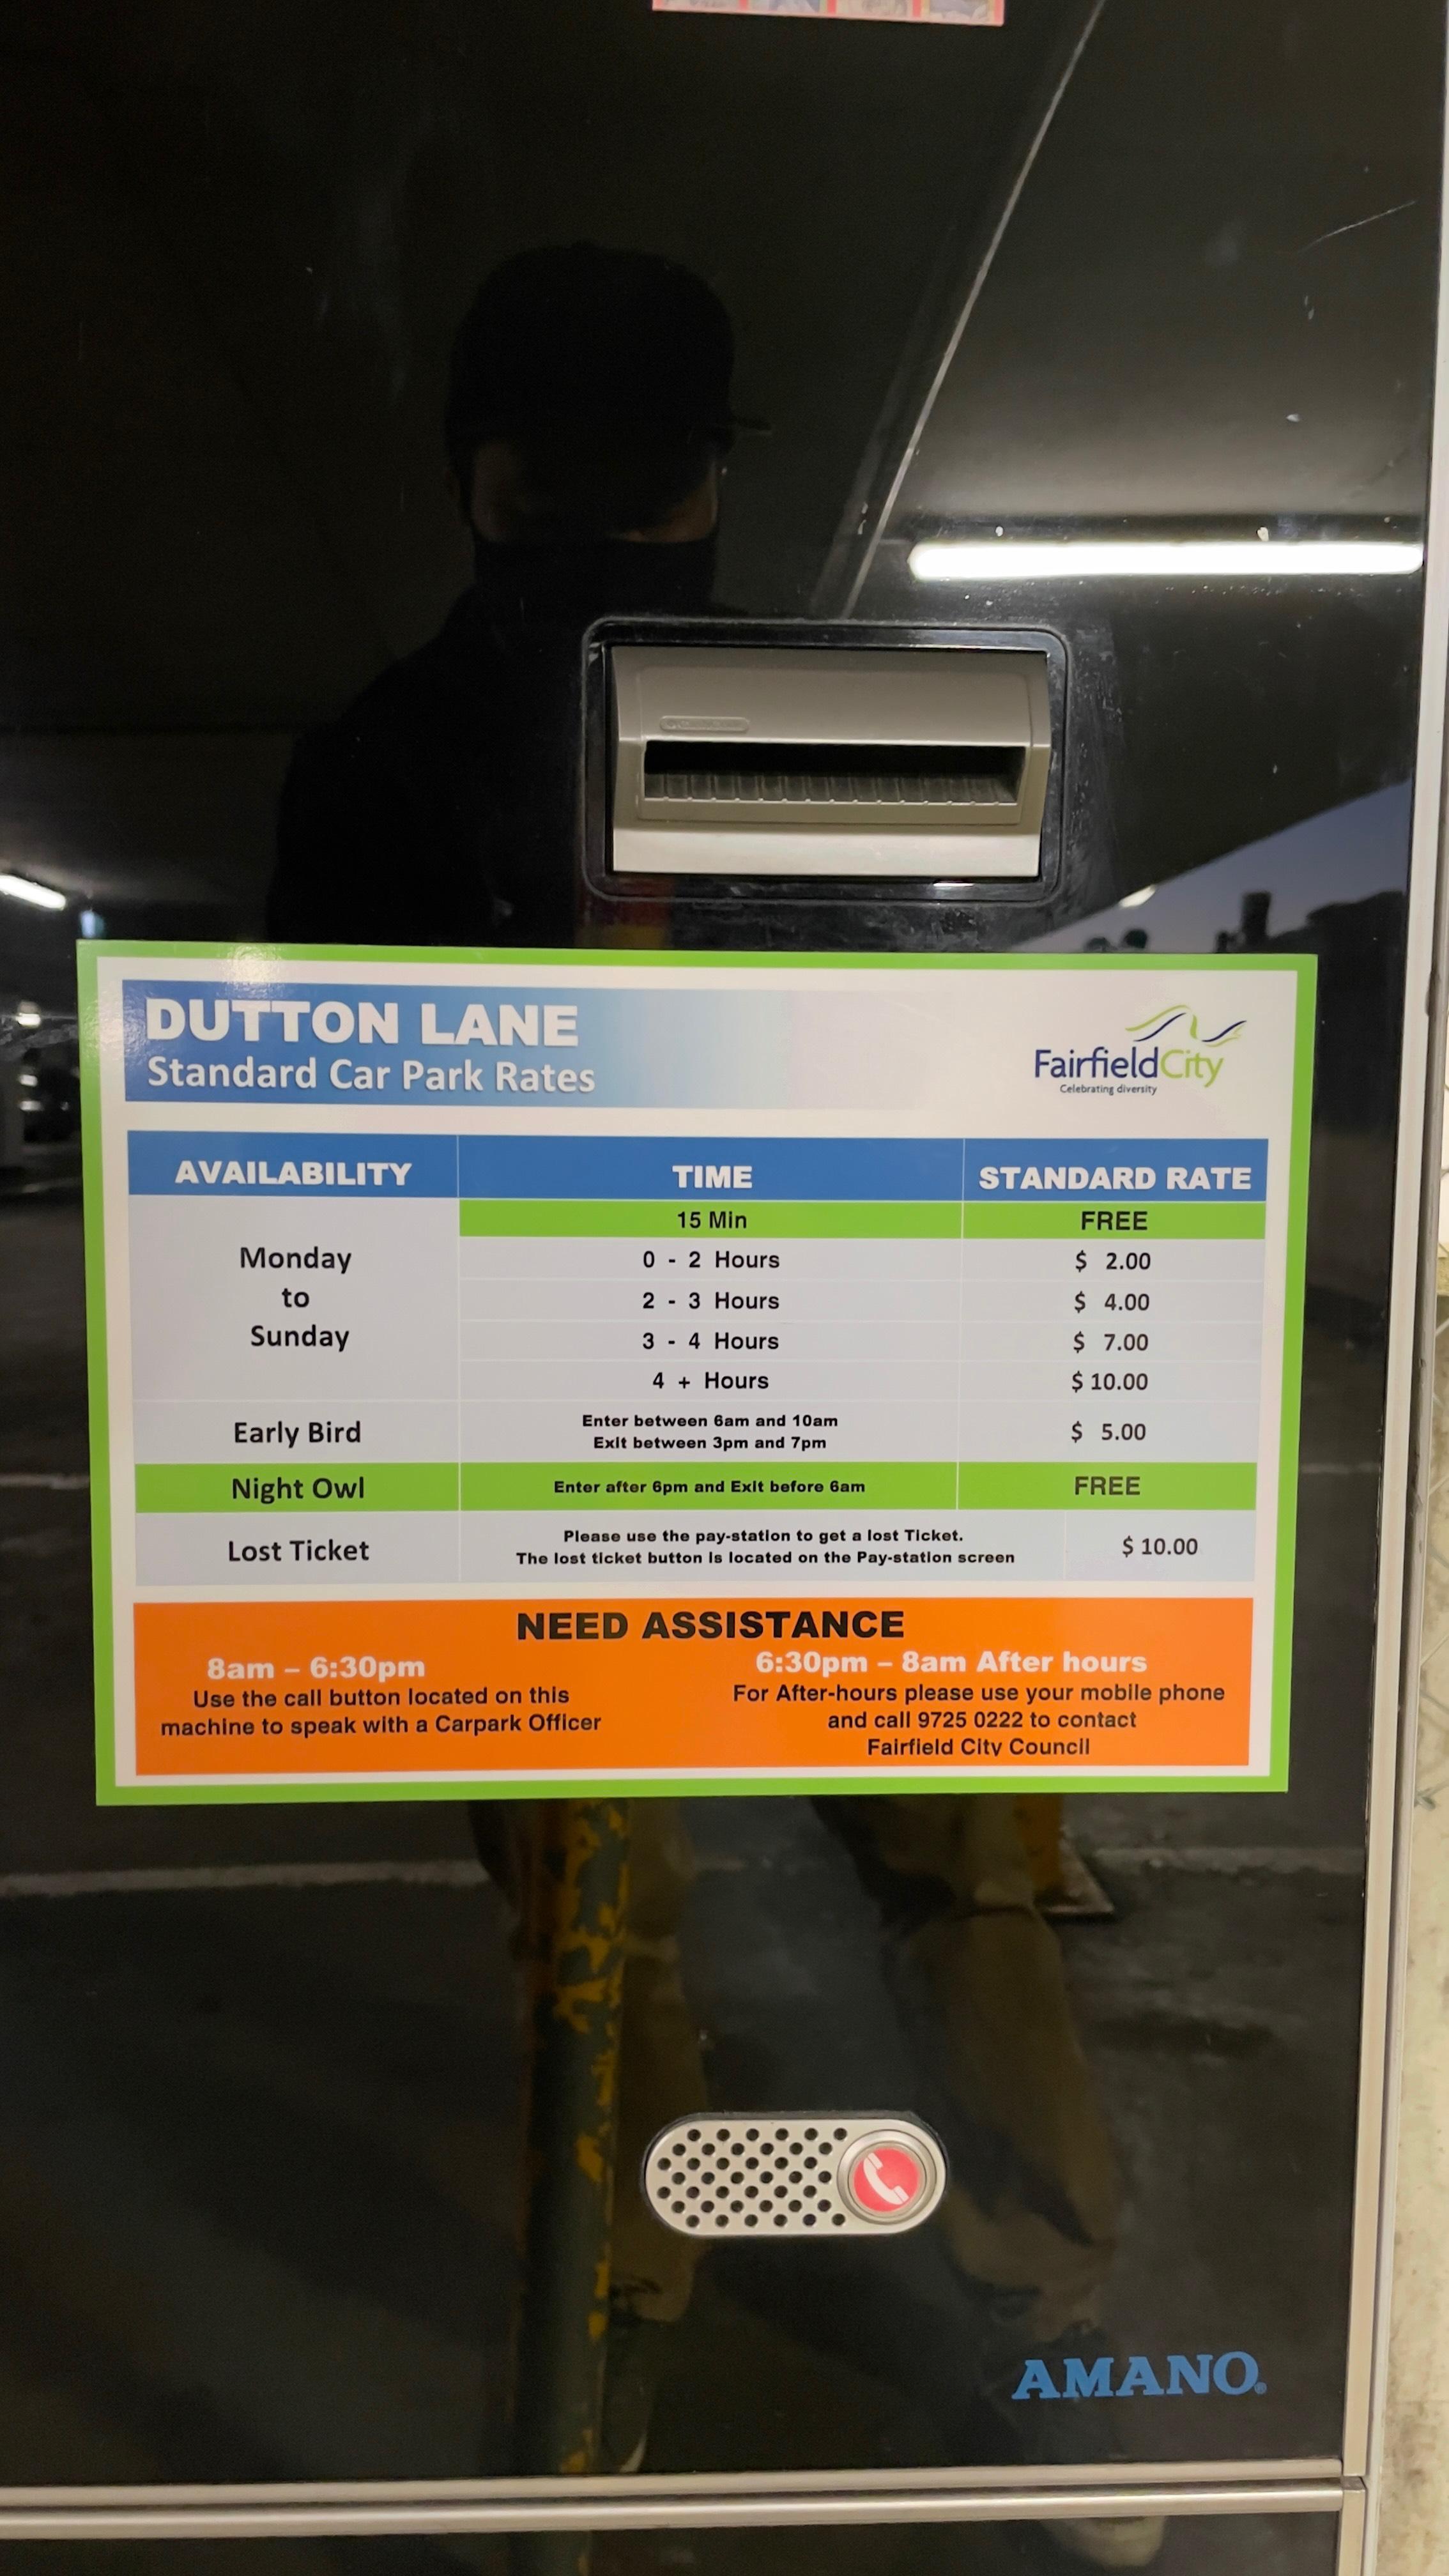 DUTTON LANE
Standard Car Park Rates
FairfieldCity
Celebrating diversity
AVAILABILITY TIME STANDARD RATE
15 Min FREE
Monday
to
Sunday
0 - 2 Hours $ 2.00
2 - 3 Hours $ 4.00
3 - 4 Hours $ 7.00
4 + Hours $ 10.00
Early Bird
Enter between 6am and 10am
Exit between 3pm and 7pm
$ 5.00
Night Owl Enter after 6pm and Exit before 6am FREE
Lost Ticket
Please use the pay-station to get a lost Ticket.
The lost ticket button is located on the Pay-station screen
$ 10.00
NEED ASSISTANCE
8am – 6:30pm
Use the call button located on this
machine to speak with a Carpark Officer
6:30pm – 8am After hours
For After-hours please use your mobile phone
and call 9725 0222 to contact
Fairfield City Council
AMANO®